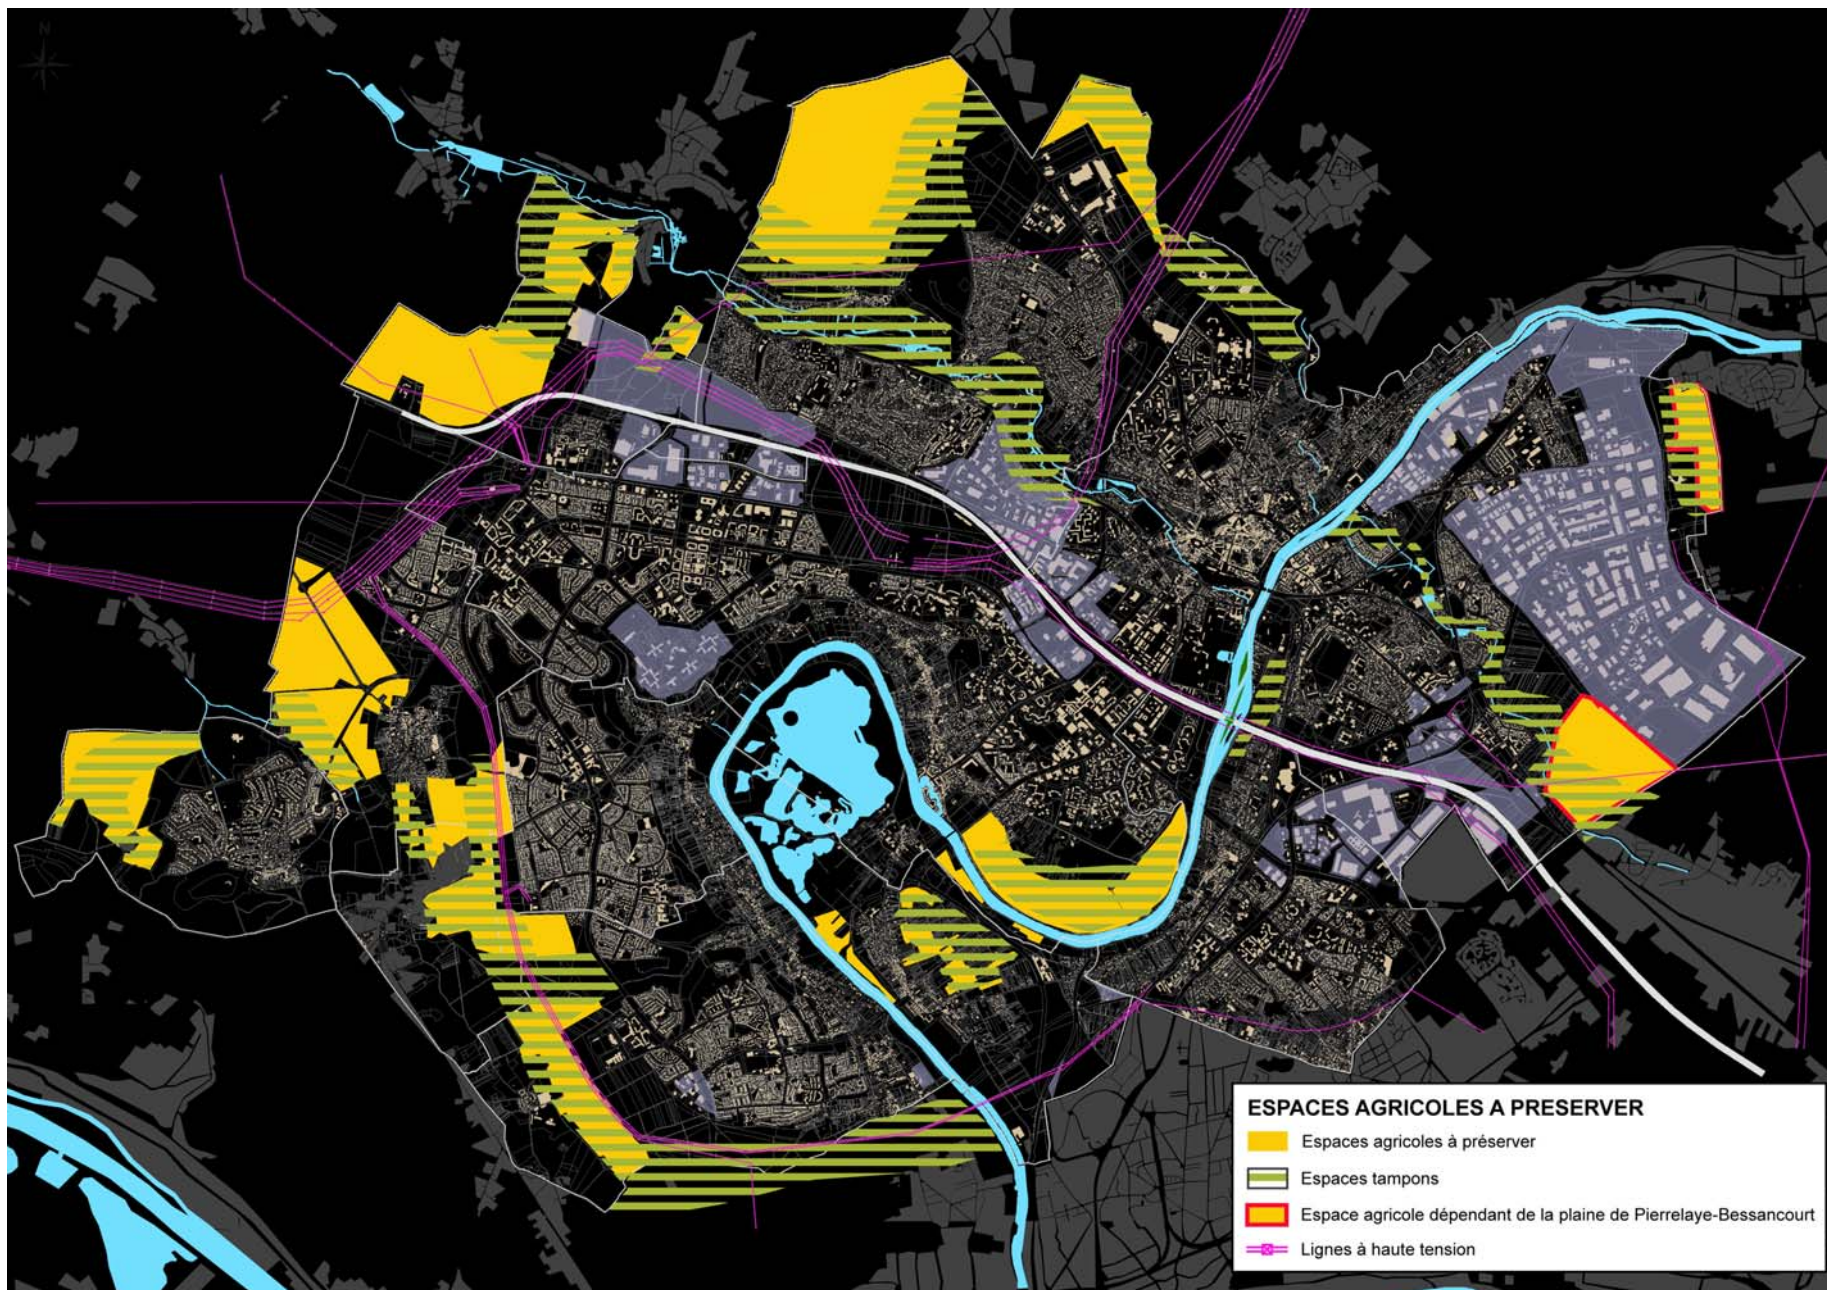 N
ESPACES AGRICOLES A PRESERVER
Espaces agricoles à préserver
Espaces tampons
Espace agricole dépendant de la plaine de Pierrelaye-Bessancourt
Lignes à haute tension